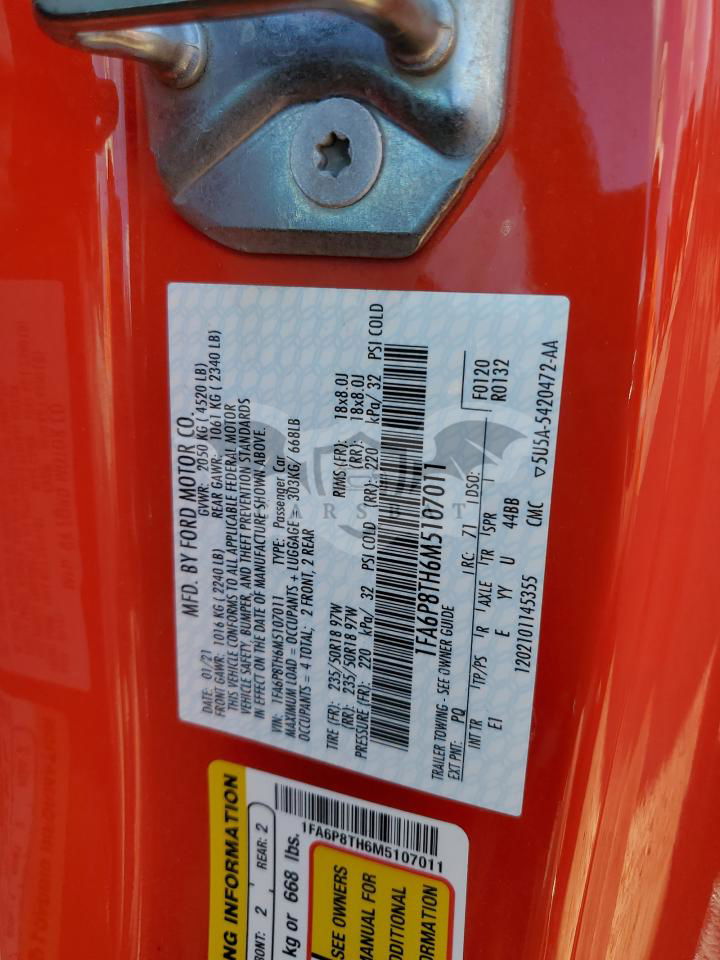 MFD. BY FORD MOTOR CO.
DATE: 01/21 GVWR: 2050 KG ( 4520 LB)
FRONT GAWR: 1016 KG (2240 LB) REAR GAWR: 1061 KG ( 2340 LB)
THIS VEHICLE CONFORMS TO ALL APPLICABLE FEDERAL MOTOR
VEHICLE SAFETY, BUMPER, AND THEFT PREVENTION STANDARDS
IN EFFECT ON THE DATE OF MANUFACTURE SHOWN ABOVE.
VIN: 1FA6P8TH6M5107011 TYPE: Passenger Car
MAXIMUM LOAD = OCCUPANTS + LUGGAGE = 303KG/ 668LB
OCCUPANTS = 4 TOTAL; 2 FRONT, 2 REAR
TIRE (FR): 235/50R18 97W RIMS (FR): 18x8.0J
(RR): 235/50R18 97W (RR): 18x8.0J
PRESSURE (FR): 220 kPa/ 32 PSI COLD (RR): 220 kPa/ 32 PSI COLD
1FA6P8TH6M5107011
TRAILER TOWING - SEE OWNER GUIDE
EXT PNT: PQ RC: 71 DSO: F0120
R0132
INT TR TP/PS R AXLE TR SPR
EI E YY U 44BB
1202101145355 CMC ▽5U5A-5420472-AA
NG INFORMATION
FRONT: 2 REAR: 2
kg or 668 lbs.
1FA6P8TH6M5107011
SEE OWNERS
MANUAL FOR
ADDITIONAL
INFORMATION